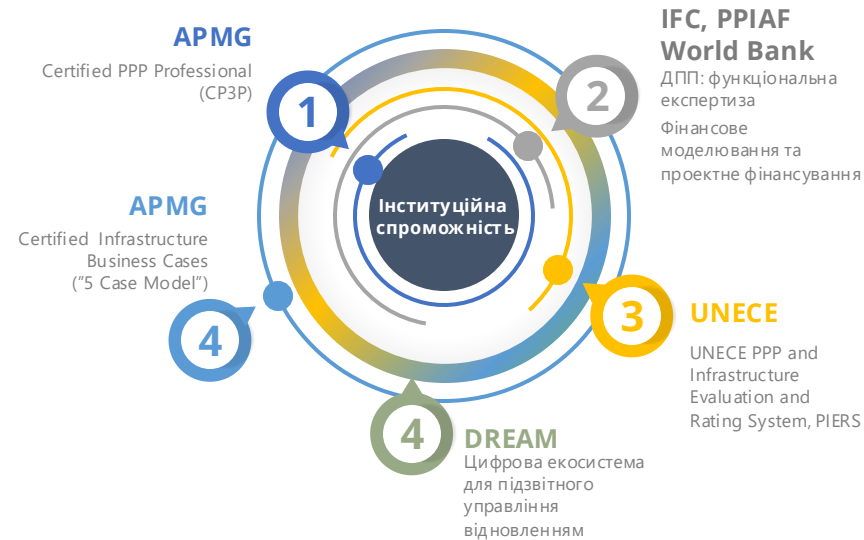 APMG
Certified PPP Professional
(CP3P)
1
IFC, PPIAF
World Bank
ДПП: функціональна
експертиза
Фінансове
моделювання та
проектне фінансування
2
Інституційна
спроможність
APMG
Certified Infrastructure
Business Cases
("5 Case Model")
4
3
UNECE
UNECE PPP and
Infrastructure
Evaluation and
Rating System, PIERS
4
DREAM
Цифрова екосистема
для підзвітного
управління
відновленням